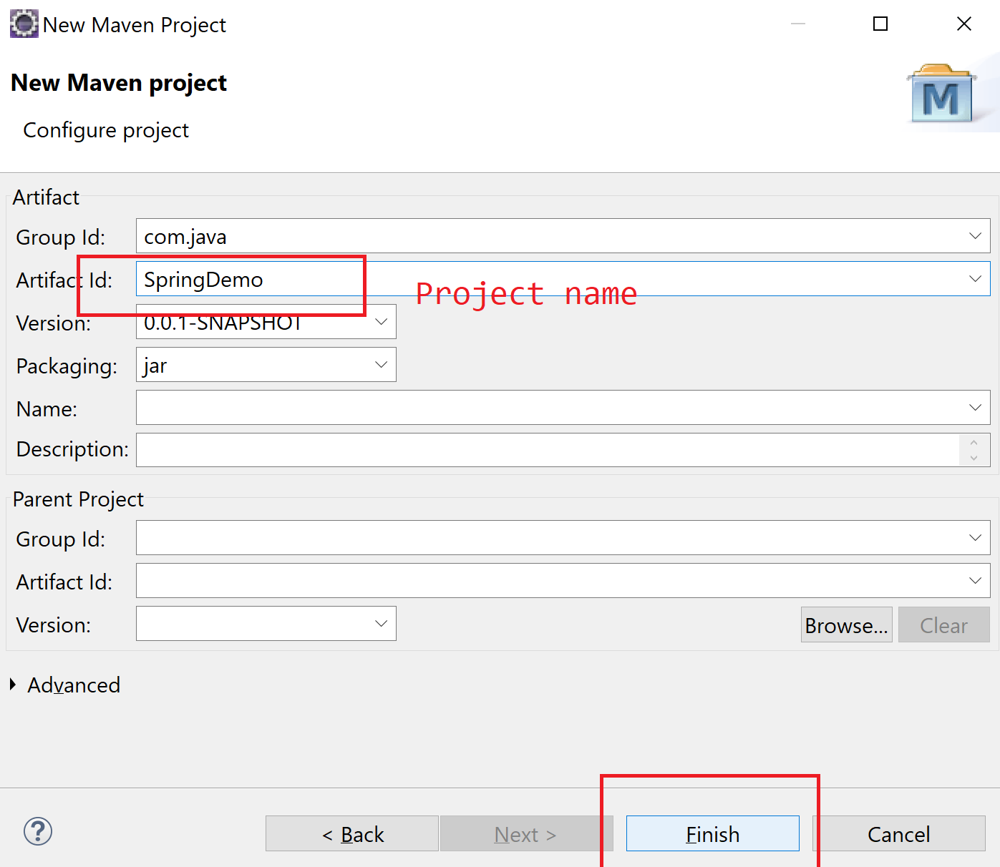 New Maven Project
New Maven project
Configure project
M
Artifact
Group Id: com.java
Artifact Id: SpringDemo
Project name
Version: 0.0.1-SNAPSHOT
Packaging: jar
Name:
Description:
Parent Project
Group Id:
Artifact Id:
Version:
Browse... Clear
Advanced
? < Back Next > Finish Cancel